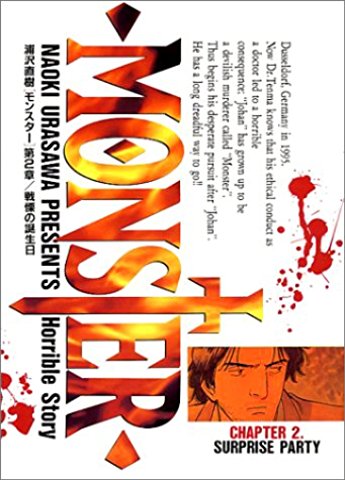 Dusseldorf, Germany in 1995.
Now Dr. Tenma knows that his ethical conduct as
a doctor led to a horrible
consequence; "Johan" has grown up to be
a devilish murderer called "Monster".
Thus begins his desperate pursuit after "Johan".
He has a long dreadful way to go!!
MONSTER
NAOKI URASAWA PRESENTS Horrible Story
浦沢直樹「モンスター」第2章/戦慄の誕生日
CHAPTER 2.
SURPRISE PARTY